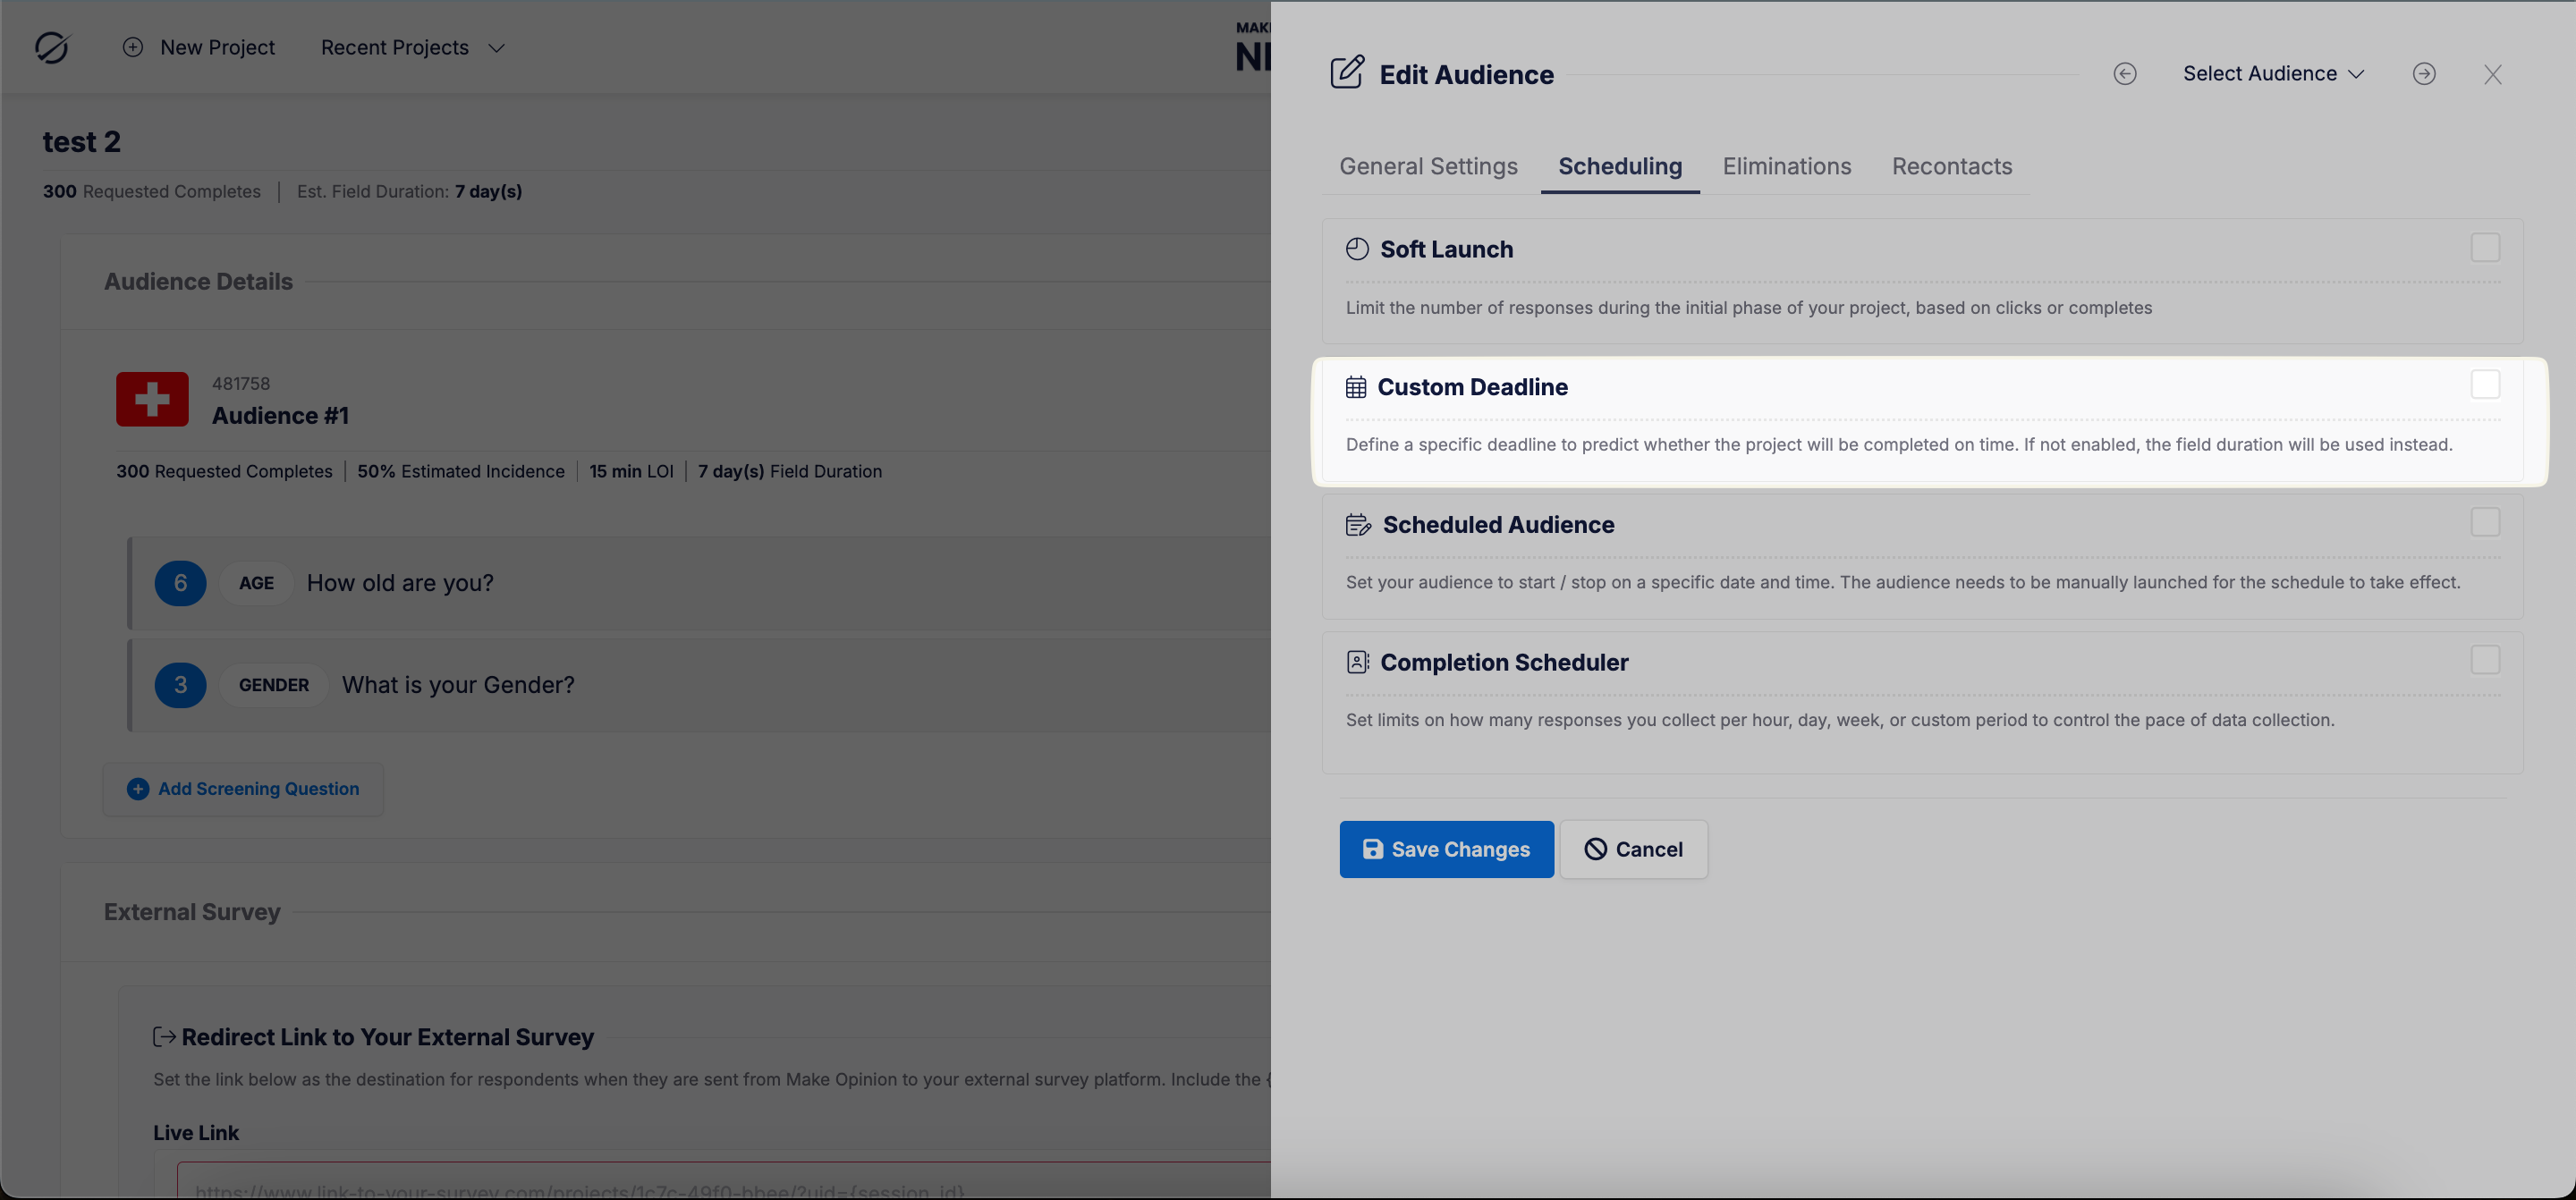 New Project
Recent Projects
MAK
test 2
300 Requested Completes | Est. Field Duration: 7 day(s)
Audience Details
481758
Audience #1
300 Requested Completes | 50% Estimated Incidence | 15 min LOI | 7 day(s) Field Duration
6 AGE How old are you?
3 GENDER What is your Gender?
Add Screening Question
External Survey
Redirect Link to Your External Survey
Set the link below as the destination for respondents when they are sent from Make Opinion to your external survey platform. Include the {
Live Link
https://www.link-to-your-survey.com/projects/1c7c-49f0-bbee/?uid={session_id}
Edit Audience
Select Audience
General Settings
Scheduling
Eliminations
Recontacts
Soft Launch
Limit the number of responses during the initial phase of your project, based on clicks or completes
Custom Deadline
Define a specific deadline to predict whether the project will be completed on time. If not enabled, the field duration will be used instead.
Scheduled Audience
Set your audience to start / stop on a specific date and time. The audience needs to be manually launched for the schedule to take effect.
Completion Scheduler
Set limits on how many responses you collect per hour, day, week, or custom period to control the pace of data collection.
Save Changes
Cancel